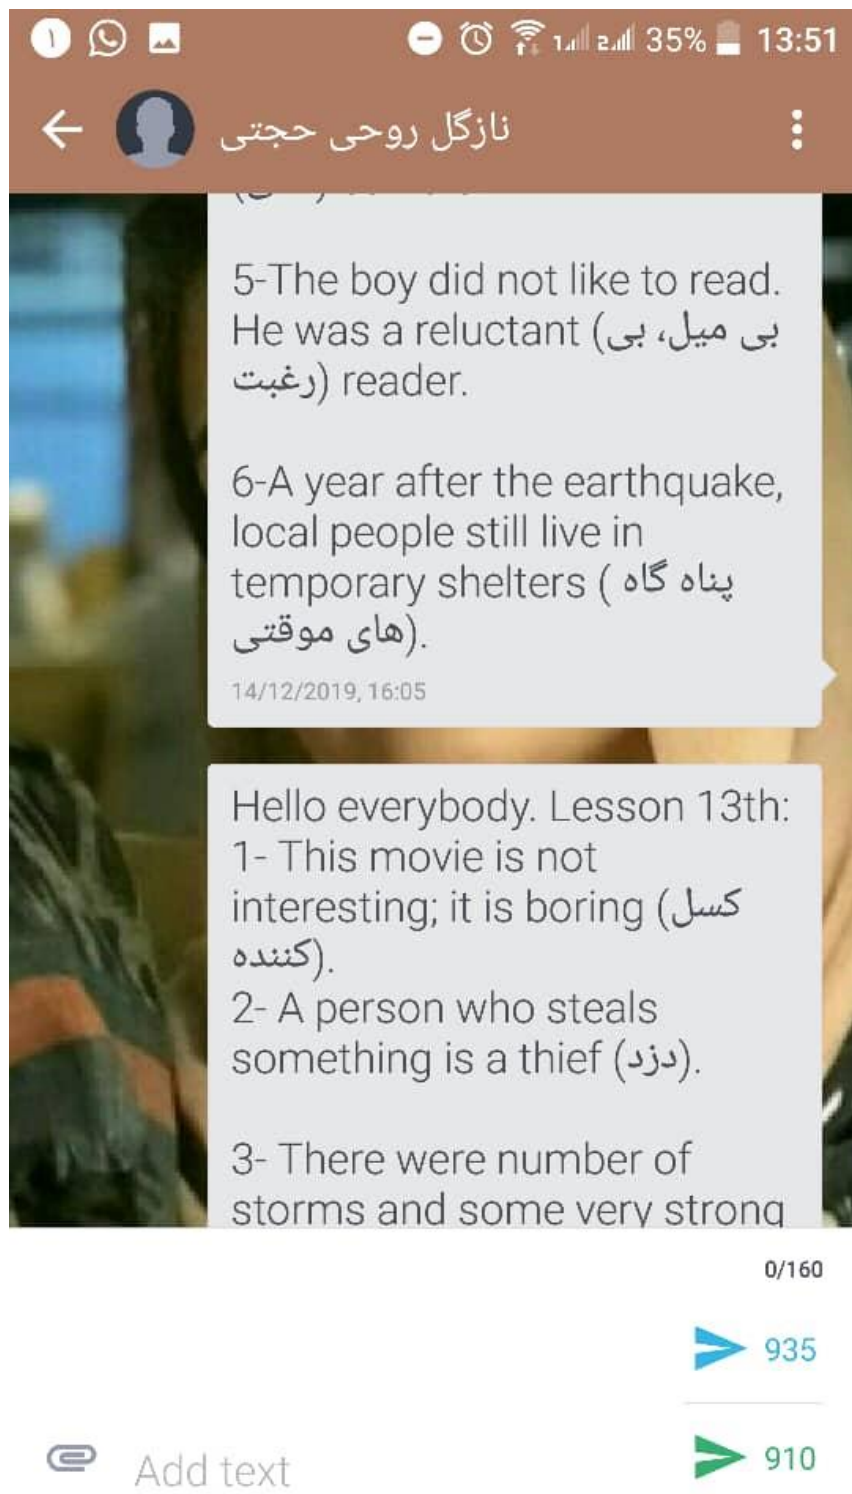 ۱
1 2 35% 13:51
نازگل روحی حجتی
5-The boy did not like to read.
He was a reluctant (بی میل، بی
رغبت) reader.
6-A year after the earthquake,
local people still live in
temporary shelters ( پناه گاه
های موقتی).
14/12/2019, 16:05
Hello everybody. Lesson 13th:
1- This movie is not
interesting; it is boring (کسل
کننده).
2- A person who steals
something is a thief (دزد).
3- There were number of
storms and some very strong
0/160
935
Add text
910